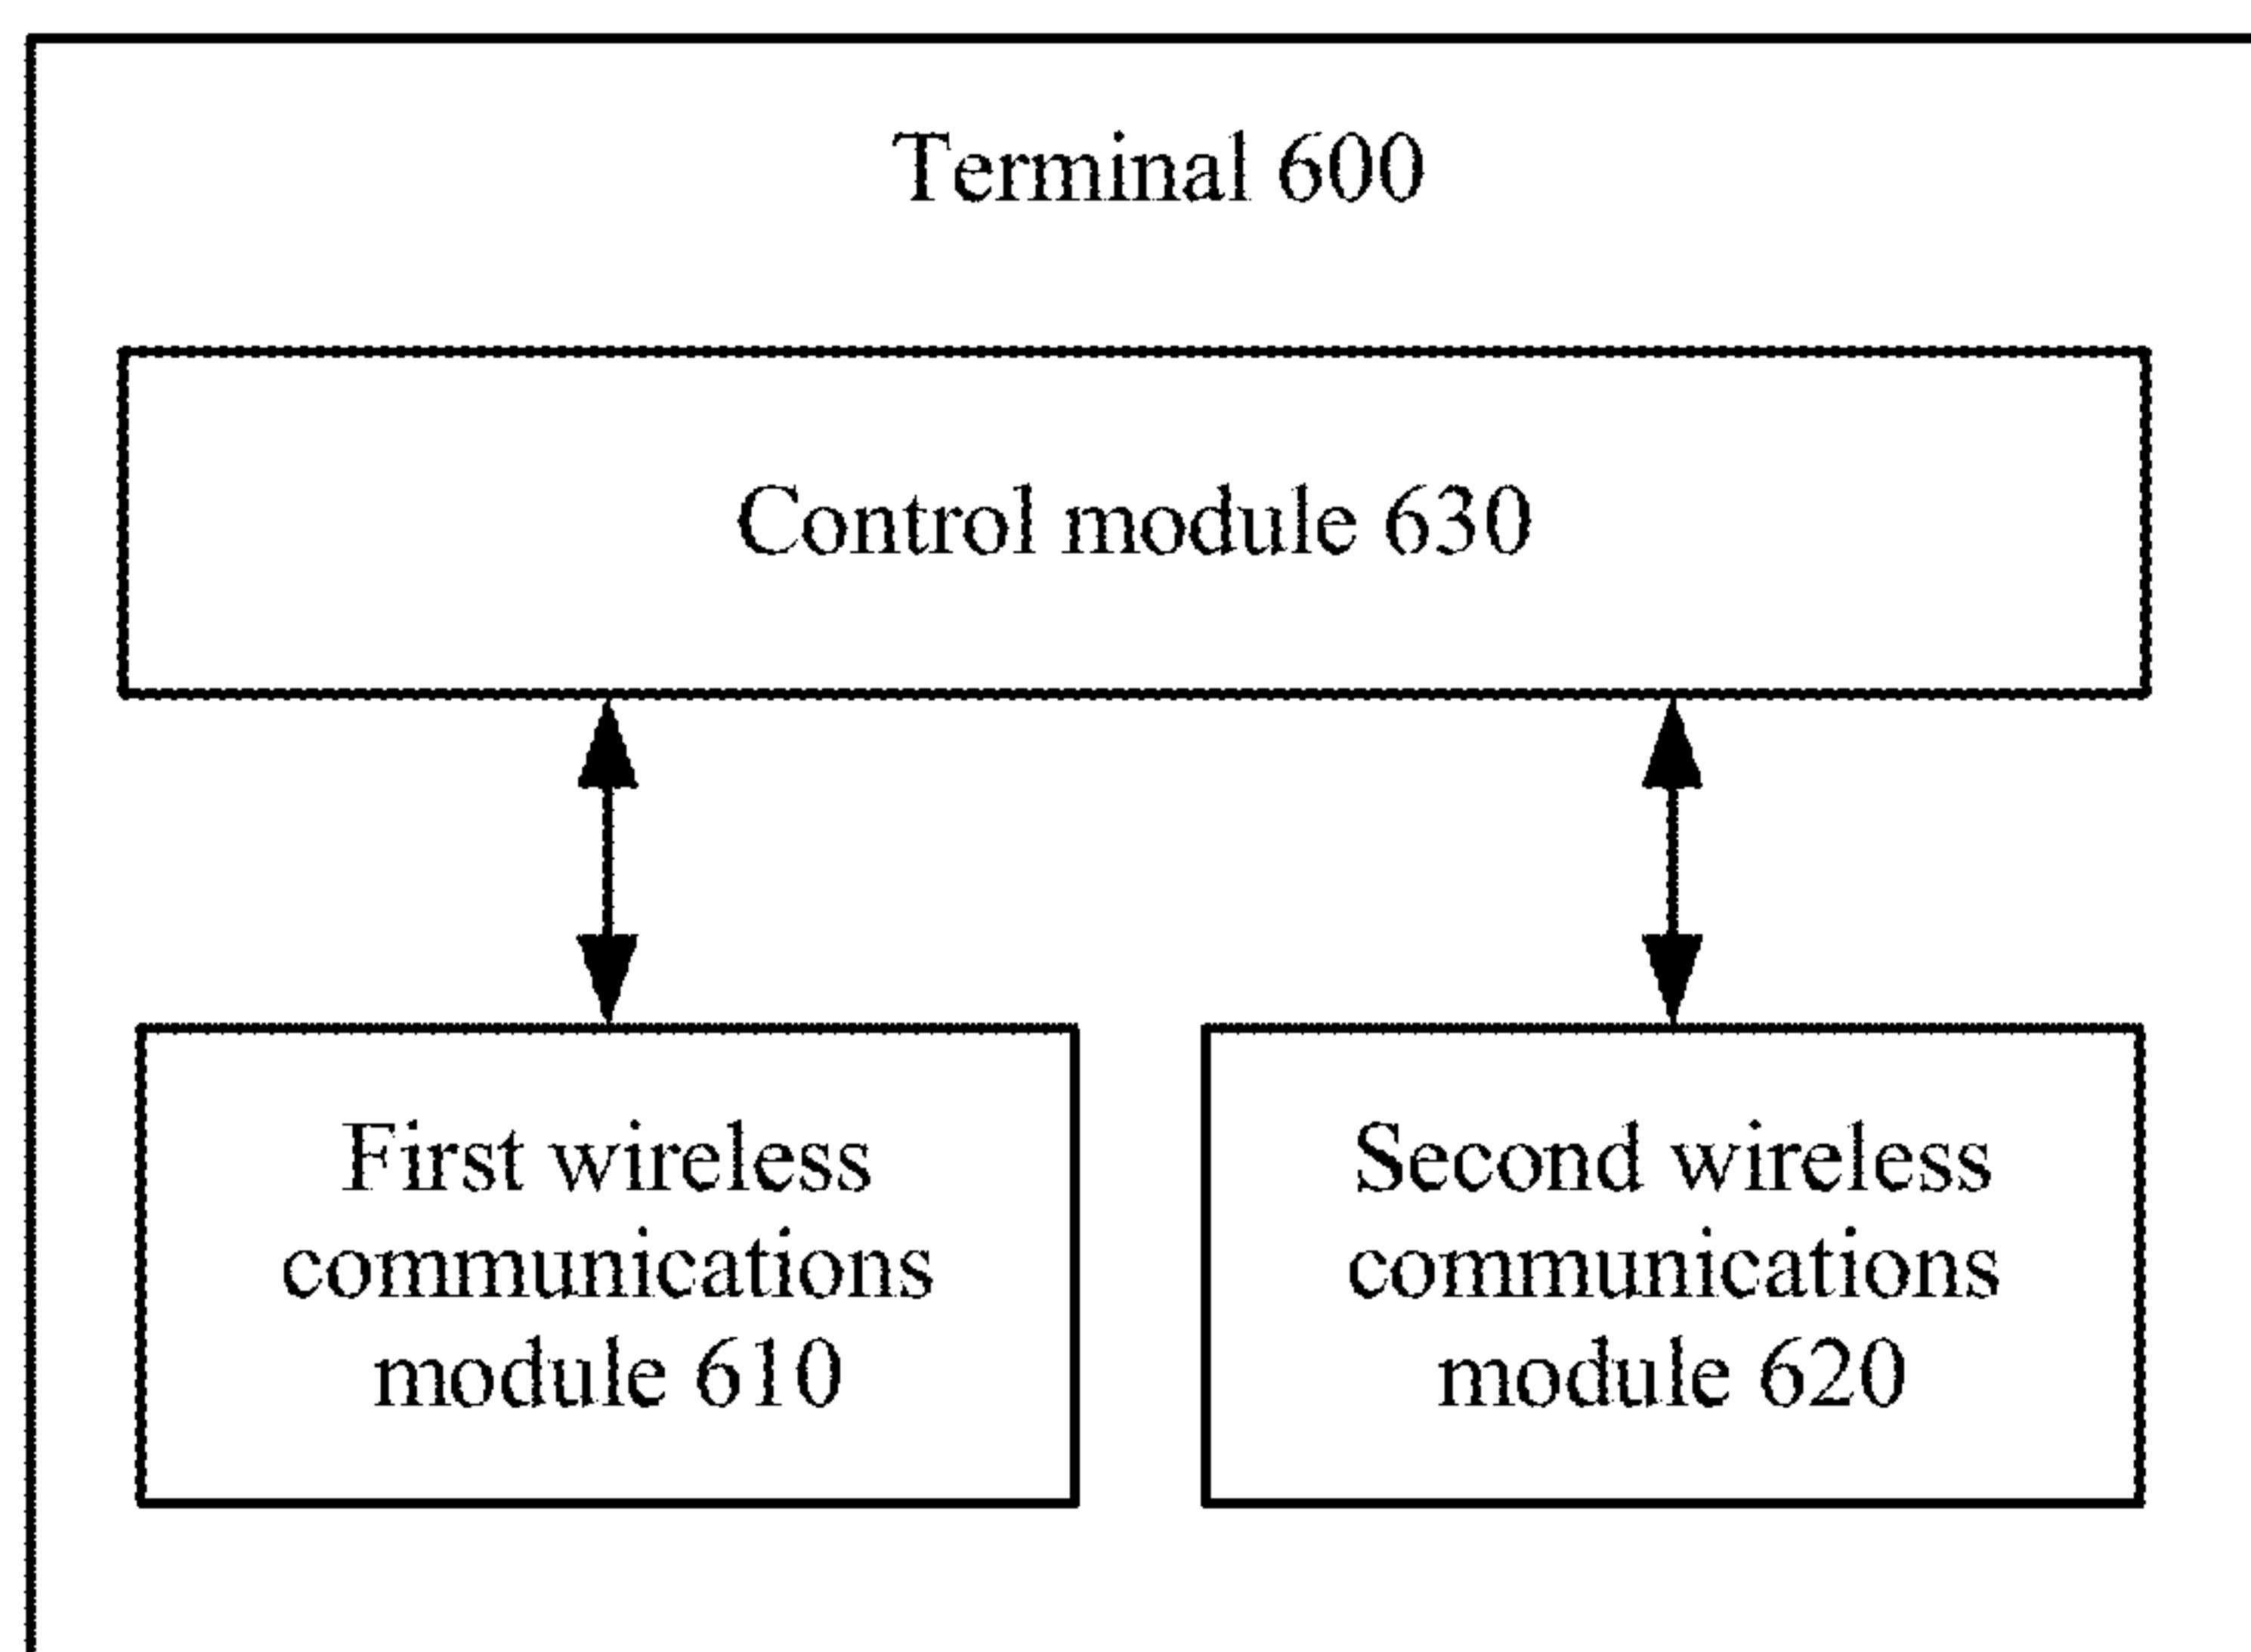 Terminal 600
Control module 630
First wireless
communications
module 610
Second wireless
communications
module 620